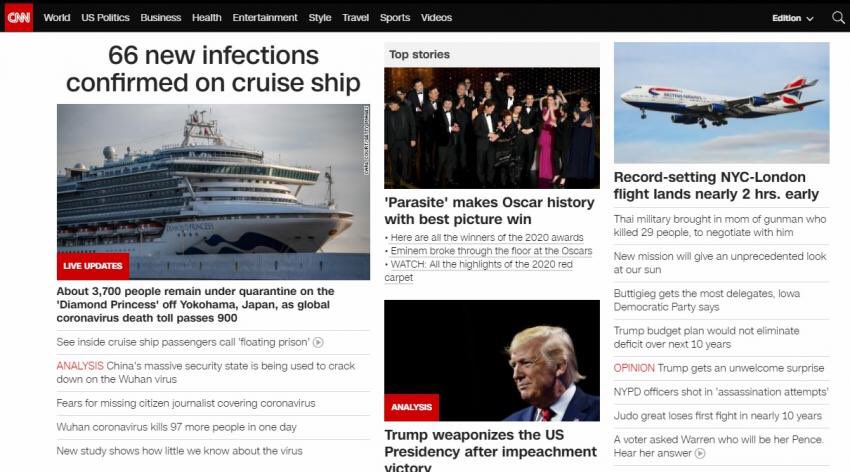 CNN World US Politics Business Health Entertainment Style Travel Sports Videos Edition
66 new infections
confirmed on cruise ship
DIAMOND PRINCESS
LIVE UPDATES
About 3,700 people remain under quarantine on the
'Diamond Princess' off Yokohama, Japan, as global
coronavirus death toll passes 900
See inside cruise ship passengers call 'floating prison'
ANALYSIS China's massive security state is being used to crack
down on the Wuhan virus
Fears for missing citizen journalist covering coronavirus
Wuhan coronavirus kills 97 more people in one day
New study shows how little we know about the virus
Top stories
'Parasite' makes Oscar history
with best picture win
• Here are all the winners of the 2020 awards
• Eminem broke through the floor at the Oscars
• WATCH: All the highlights of the 2020 red
carpet
ANALYSIS
Trump weaponizes the US
Presidency after impeachment
victory
BRITISH AIRWAYS
Record-setting NYC-London
flight lands nearly 2 hrs. early
Thai military brought in mom of gunman who
killed 29 people, to negotiate with him
New mission will give an unprecedented look
at our sun
Buttigieg gets the most delegates, Iowa
Democratic Party says
Trump budget plan would not eliminate
deficit over next 10 years
OPINION Trump gets an unwelcome surprise
NYPD officers shot in 'assassination attempts'
Judo great loses first fight in nearly 10 years
A voter asked Warren who will be her Pence.
Hear her answer